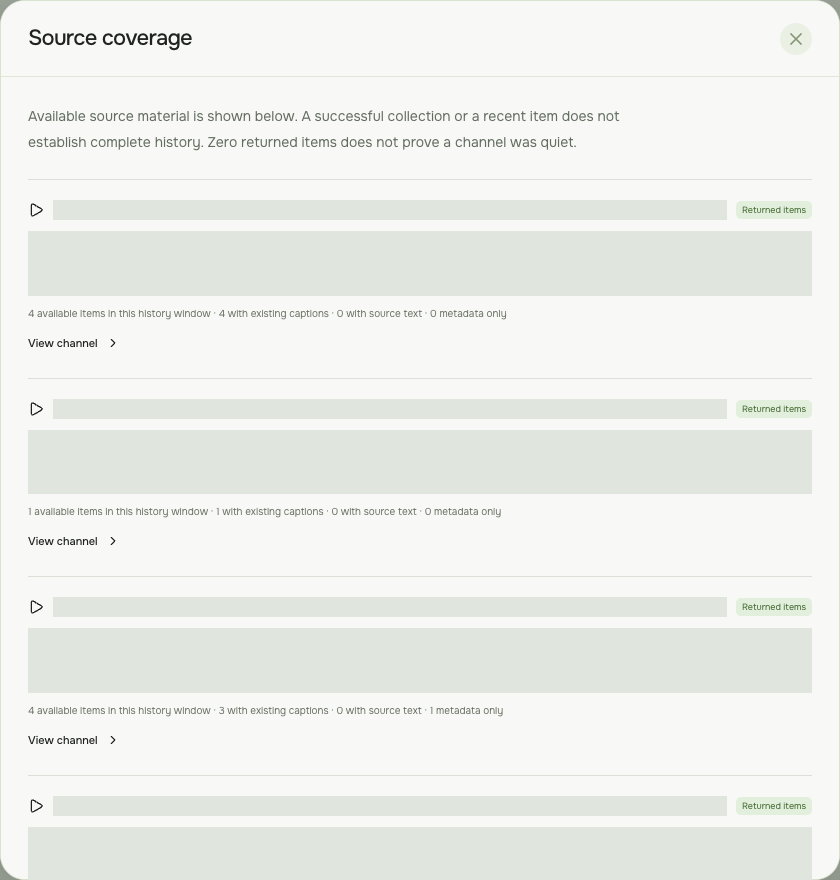 Source coverage
Available source material is shown below. A successful collection or a recent item does not
establish complete history. Zero returned items does not prove a channel was quiet.
Returned items
4 available items in this history window · 4 with existing captions · 0 with source text · 0 metadata only
View channel
Returned items
1 available items in this history window · 1 with existing captions · 0 with source text · 0 metadata only
View channel
Returned items
4 available items in this history window · 3 with existing captions · 0 with source text · 1 metadata only
View channel
Returned items